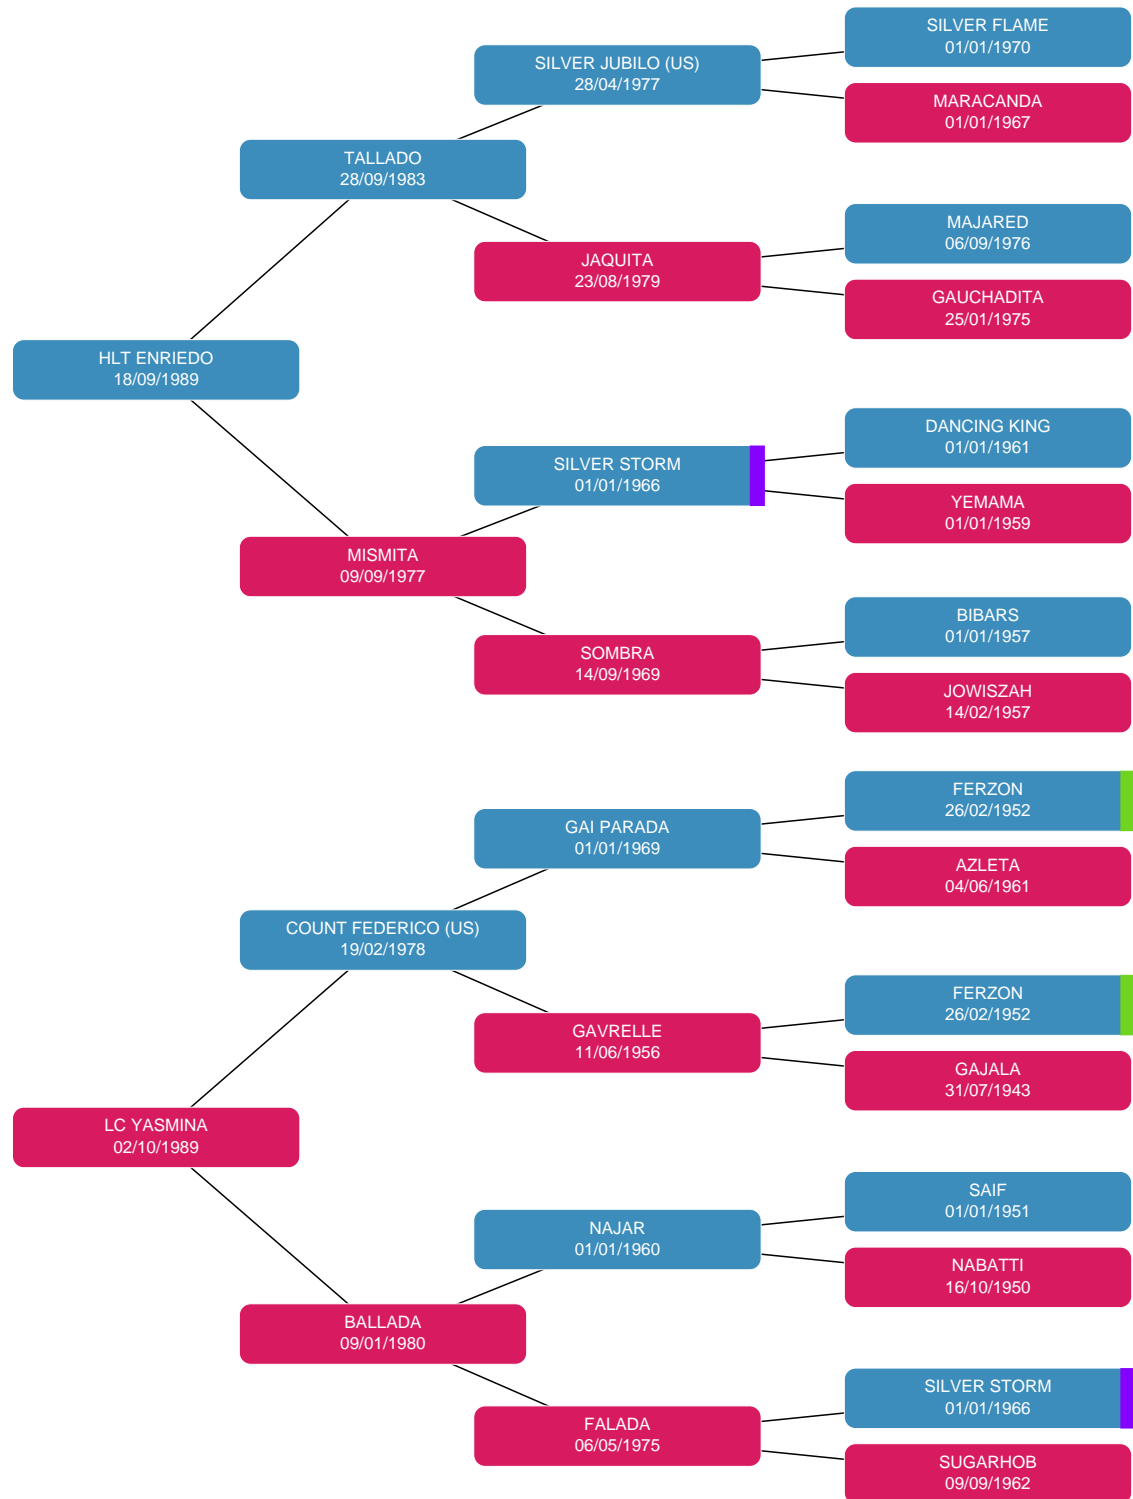 SILVER FLAME
01/01/1970
SILVER JUBILO (US)
28/04/1977
MARACANDA
01/01/1967
TALLADO
28/09/1983
MAJARED
06/09/1976
JAQUITA
23/08/1979
GAUCHADITA
25/01/1975
HLT ENRIEDO
18/09/1989
DANCING KING
01/01/1961
SILVER STORM
01/01/1966
YEMAMA
01/01/1959
MISMITA
09/09/1977
BIBARS
01/01/1957
SOMBRA
14/09/1969
JOWISZAH
14/02/1957
FERZON
26/02/1952
GAI PARADA
01/01/1969
AZLETA
04/06/1961
COUNT FEDERICO (US)
19/02/1978
FERZON
26/02/1952
GAVRELLE
11/06/1956
GAJALA
31/07/1943
LC YASMINA
02/10/1989
SAIF
01/01/1951
NAJAR
01/01/1960
NABATTI
16/10/1950
BALLADA
09/01/1980
SILVER STORM
01/01/1966
FALADA
06/05/1975
SUGARHOB
09/09/1962